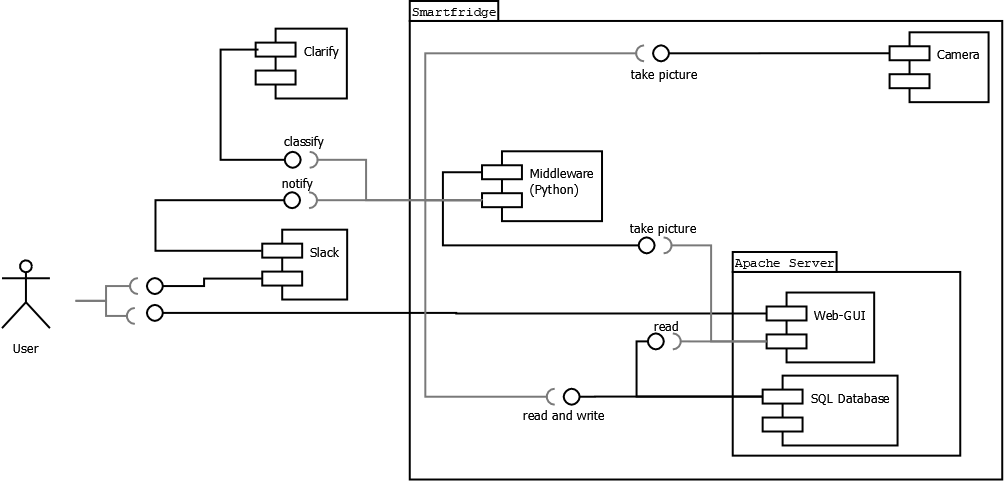 Smartfridge
Clarify
Camera
take picture
classify
Middleware
(Python)
notify
take picture
Slack
Apache Server
Web-GUI
read
User
SQL Database
read and write